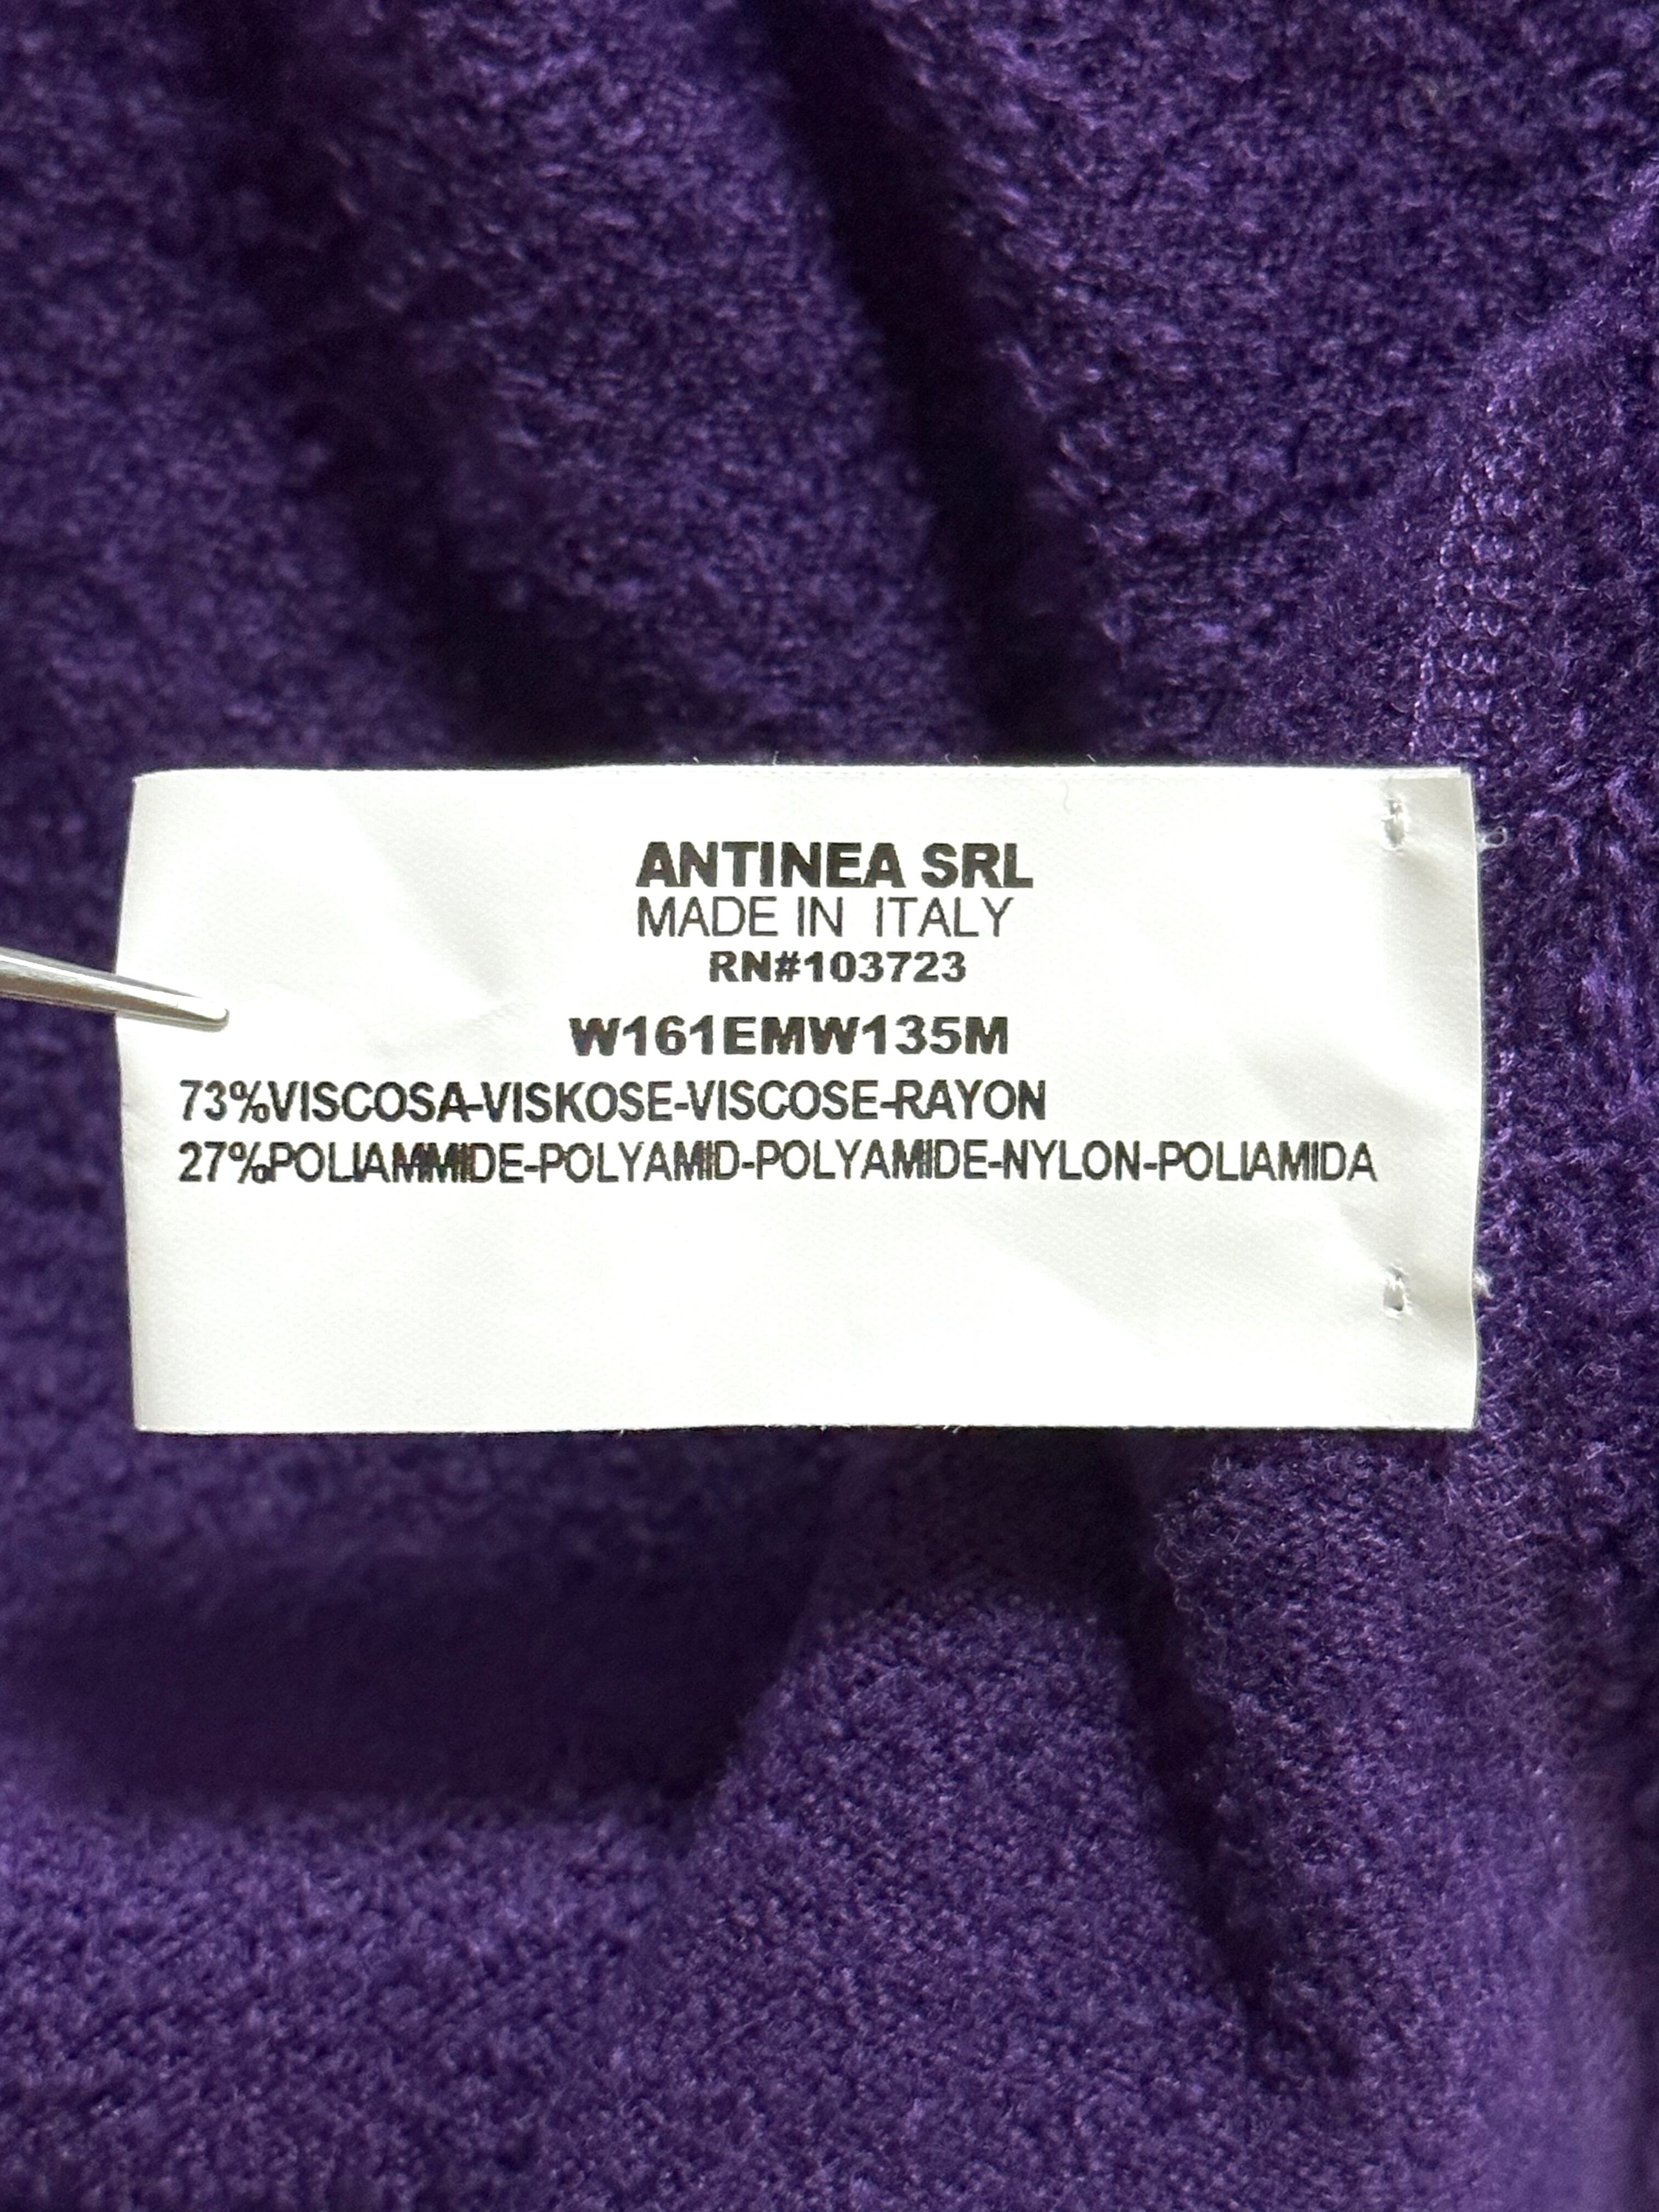 ANTINEA SRL
MADE IN ITALY
RN#103723
W161EMW135M
73%VISCOSA-VISKOSE-VISCOSE-RAYON
27%POLIAMMIDE-POLYAMID-POLYAMIDE-NYLON-POLIAMIDA